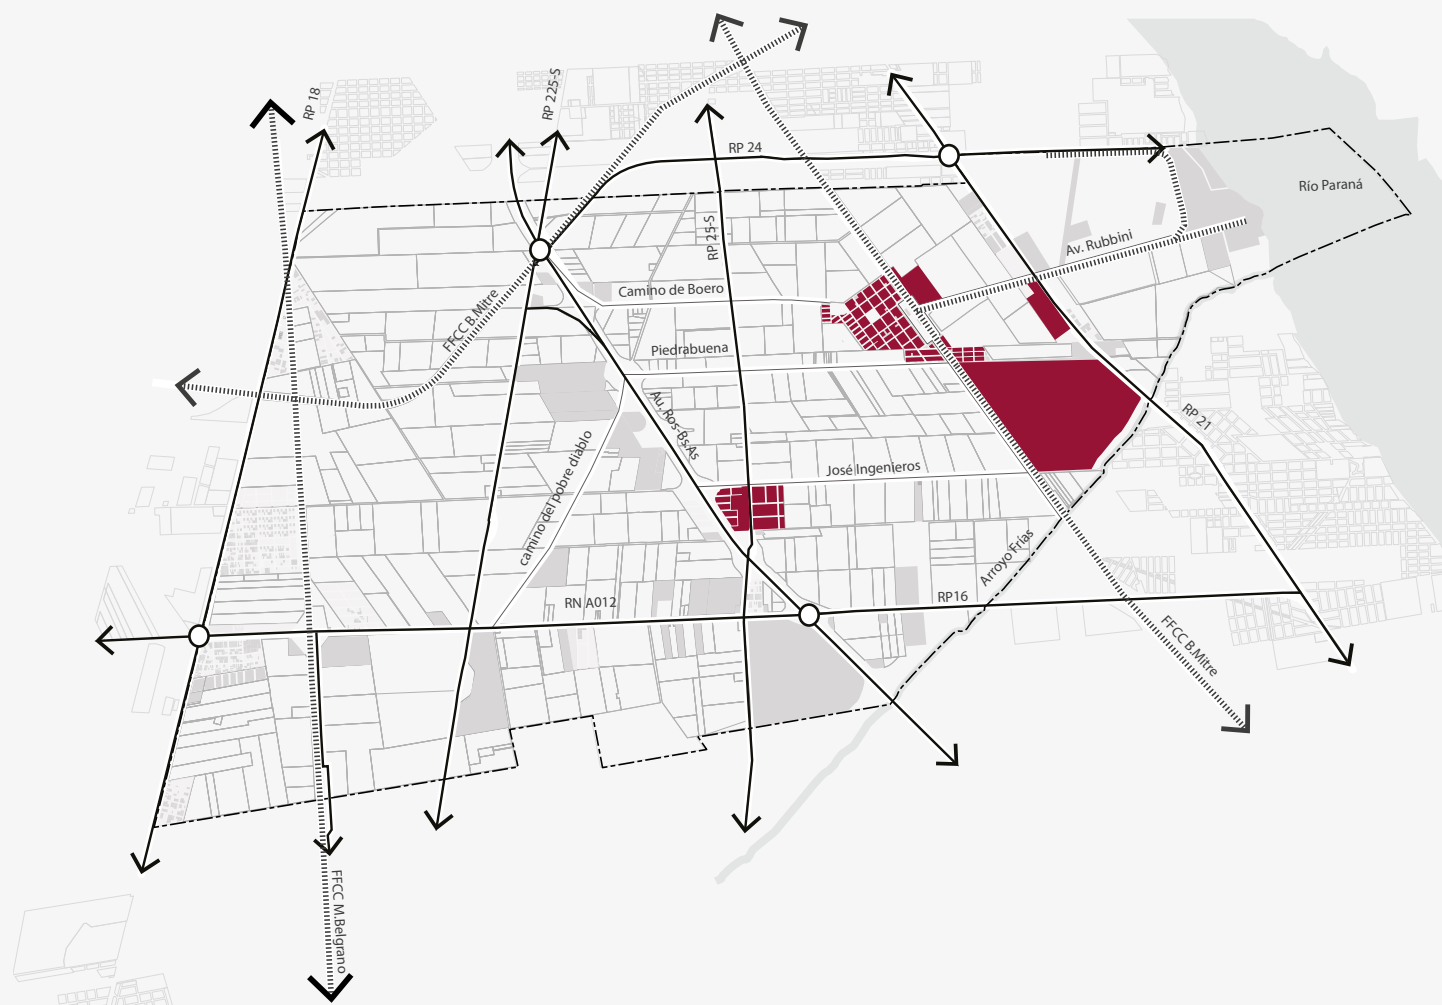 RP 18
RP 225-S
RP 24
Río Paraná
RP 25-S
Av. Rubbini
Camino de Boero
FFCC B.Mitre
Piedrabuena
Au. Ros-Bs.As
RP 21
camino del pobre diablo
José Ingenieros
Arroyo Frías
RN A012
RP16
FFCC B.Mitre
FFCC M.Belgrano